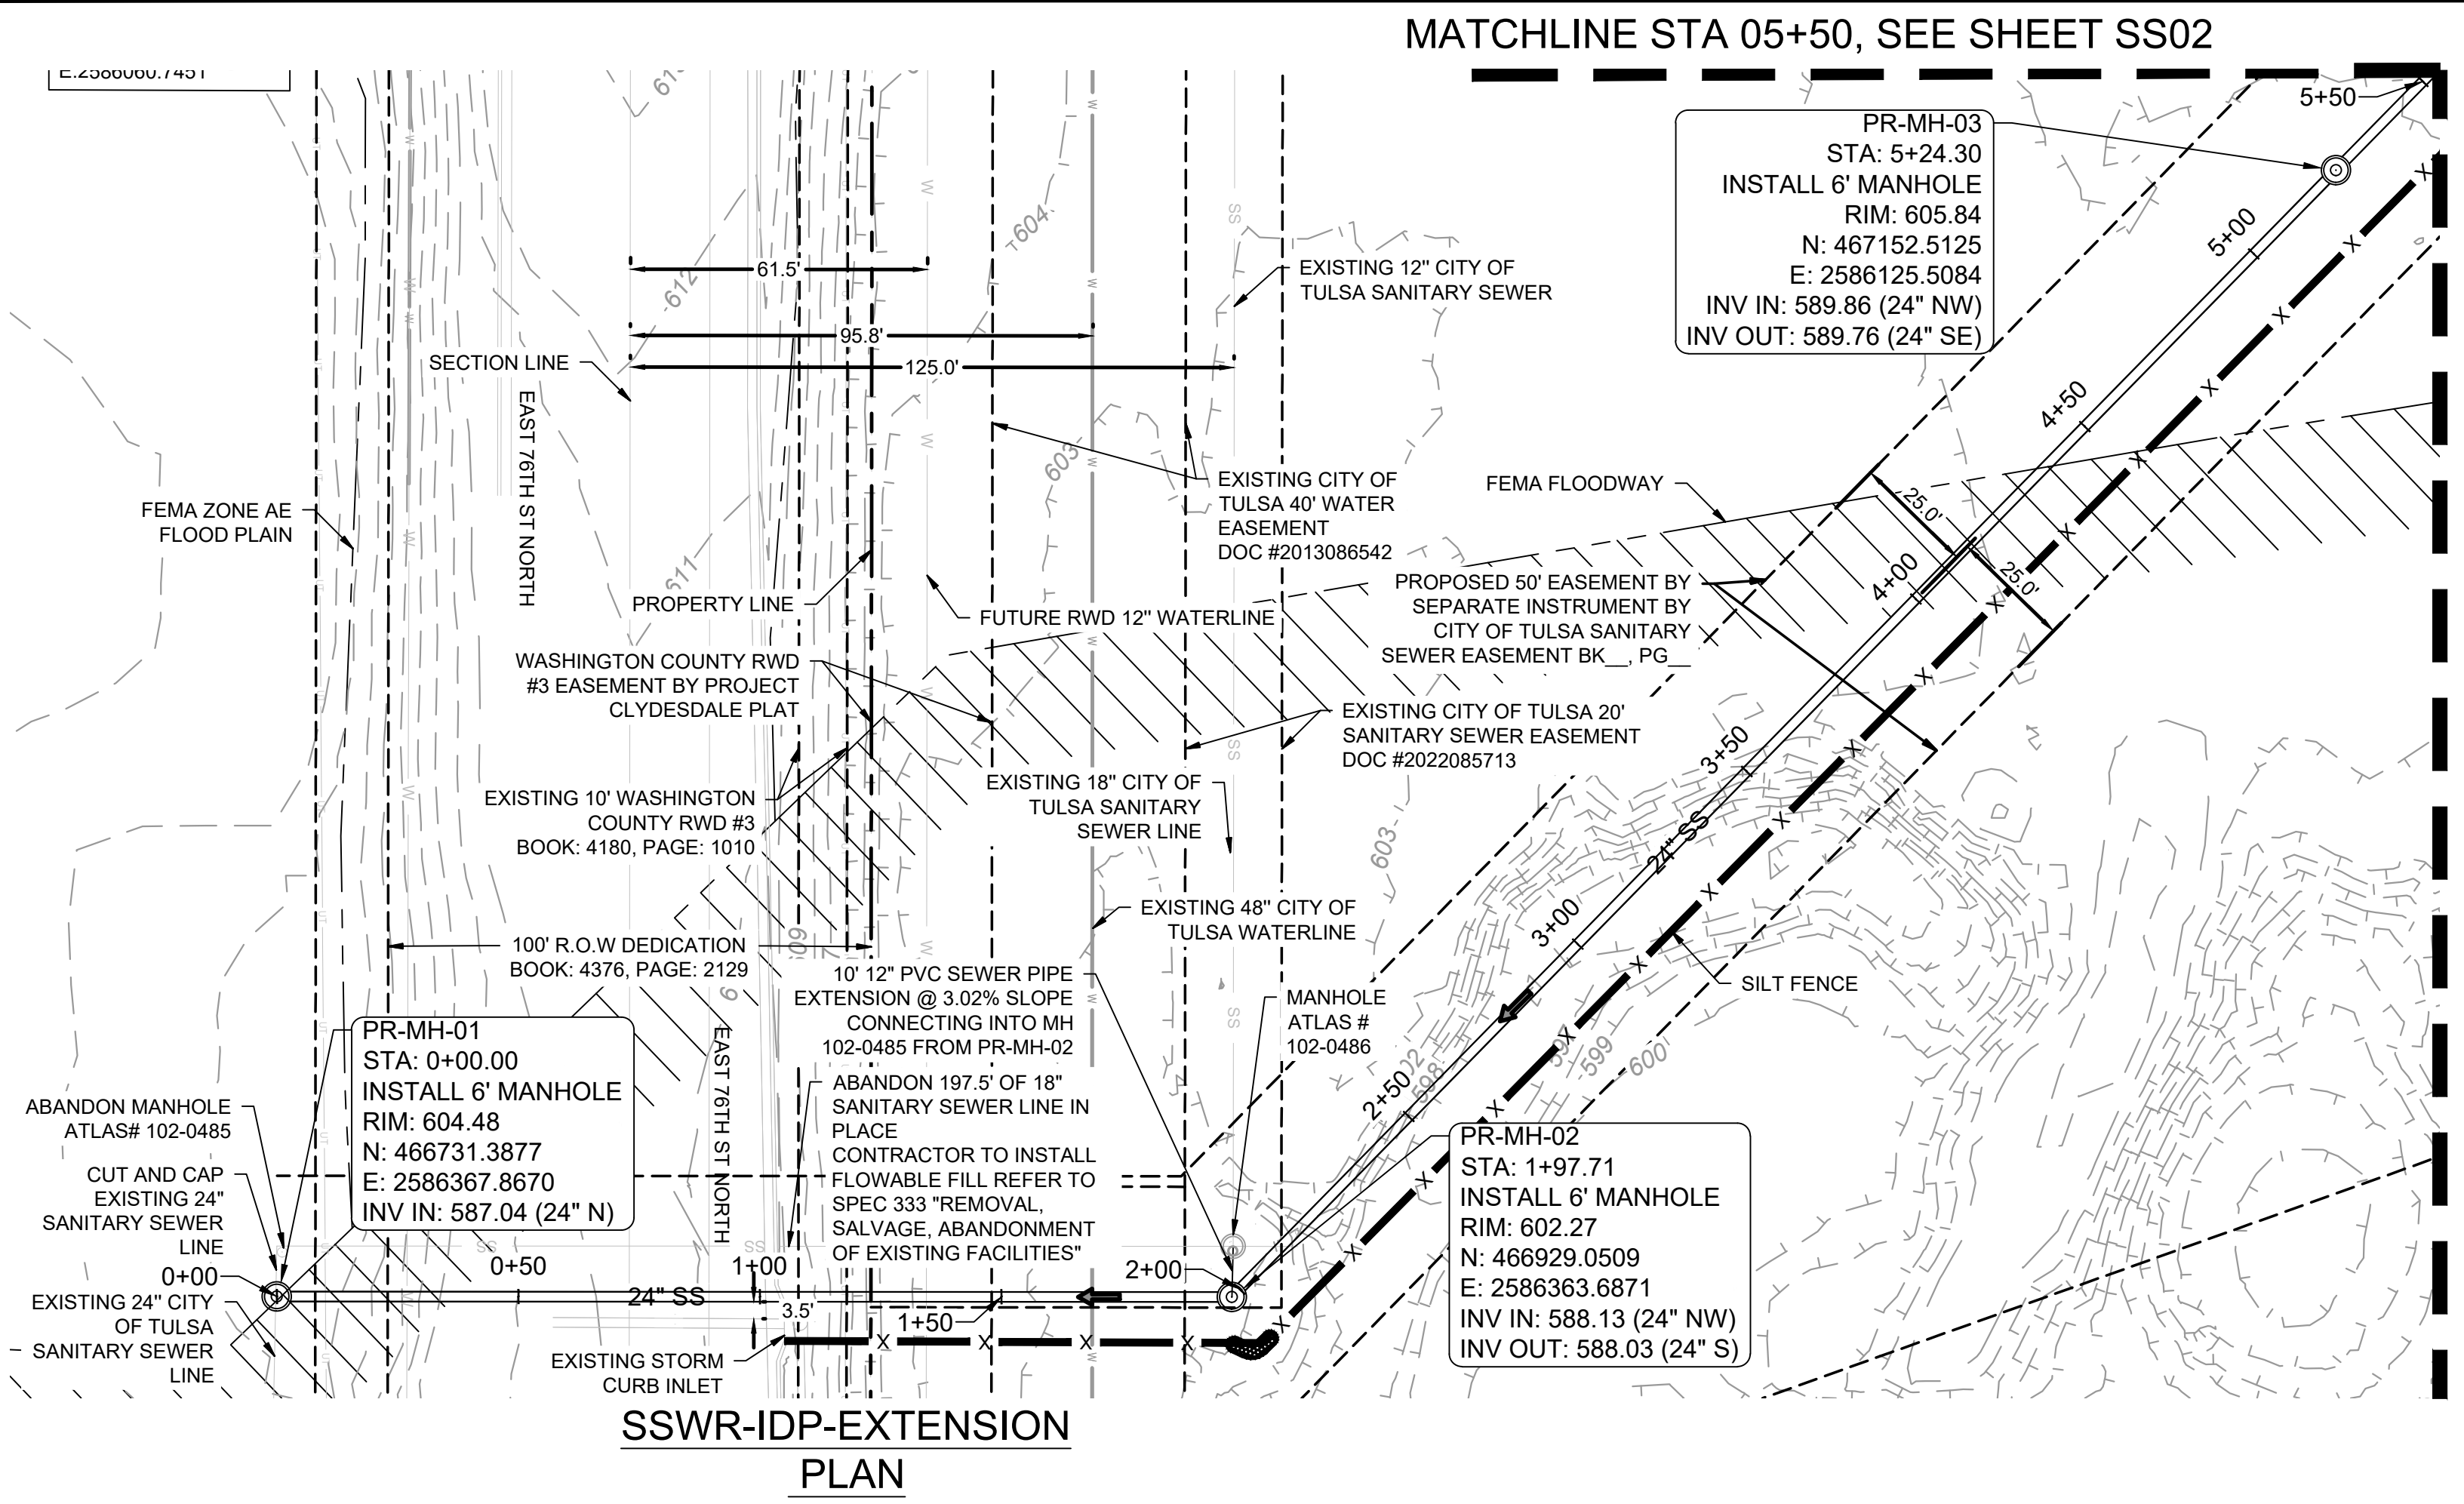 MATCHLINE STA 05+50, SEE SHEET SS02
E:2586060.7451
5+50
PR-MH-03
STA: 5+24.30
INSTALL 6' MANHOLE
RIM: 605.84
N: 467152.5125
E: 2586125.5084
INV IN: 589.86 (24" NW)
INV OUT: 589.76 (24" SE)
5+00
4+50
4+00
3+50
3+00
2+50
24" SS
604
61.5'
612
95.8'
125.0'
EXISTING 12" CITY OF
TULSA SANITARY SEWER
SECTION LINE
EAST 76TH ST NORTH
603
EXISTING CITY OF
TULSA 40' WATER
EASEMENT
DOC #2013086542
FEMA FLOODWAY
25.0'
25.0'
FEMA ZONE AE
FLOOD PLAIN
611
PROPERTY LINE
FUTURE RWD 12" WATERLINE
PROPOSED 50' EASEMENT BY
SEPARATE INSTRUMENT BY
CITY OF TULSA SANITARY
SEWER EASEMENT BK__, PG__
WASHINGTON COUNTY RWD
#3 EASEMENT BY PROJECT
CLYDESDALE PLAT
EXISTING CITY OF TULSA 20'
SANITARY SEWER EASEMENT
DOC #2022085713
EXISTING 10' WASHINGTON
COUNTY RWD #3
BOOK: 4180, PAGE: 1010
EXISTING 18" CITY OF
TULSA SANITARY
SEWER LINE
603
EXISTING 48" CITY OF
TULSA WATERLINE
100' R.O.W DEDICATION
BOOK: 4376, PAGE: 2129
10' 12" PVC SEWER PIPE
EXTENSION @ 3.02% SLOPE
CONNECTING INTO MH
102-0485 FROM PR-MH-02
MANHOLE
ATLAS #
102-0486
SILT FENCE
598
599
600
PR-MH-01
STA: 0+00.00
INSTALL 6' MANHOLE
RIM: 604.48
N: 466731.3877
E: 2586367.8670
INV IN: 587.04 (24" N)
EAST 76TH ST NORTH
ABANDON 197.5' OF 18"
SANITARY SEWER LINE IN
PLACE
CONTRACTOR TO INSTALL
FLOWABLE FILL REFER TO
SPEC 333 "REMOVAL,
SALVAGE, ABANDONMENT
OF EXISTING FACILITIES"
ABANDON MANHOLE
ATLAS# 102-0485
CUT AND CAP
EXISTING 24"
SANITARY SEWER
LINE
PR-MH-02
STA: 1+97.71
INSTALL 6' MANHOLE
RIM: 602.27
N: 466929.0509
E: 2586363.6871
INV IN: 588.13 (24" NW)
INV OUT: 588.03 (24" S)
0+00
0+50
1+00
1+50
2+00
24" SS
3.5'
SS
SS
SS
SS
SS
EXISTING 24" CITY
OF TULSA
SANITARY SEWER
LINE
EXISTING STORM
CURB INLET
SSWR-IDP-EXTENSION
PLAN